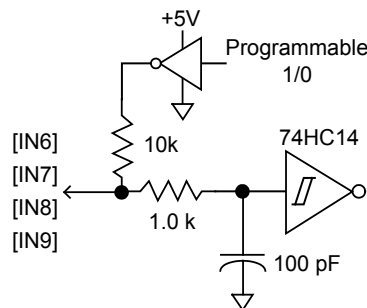 +5V
Programmable
1/0
[IN6]
[IN7]
[IN8]
[IN9]
10k
74HC14
1.0 k
100 pF